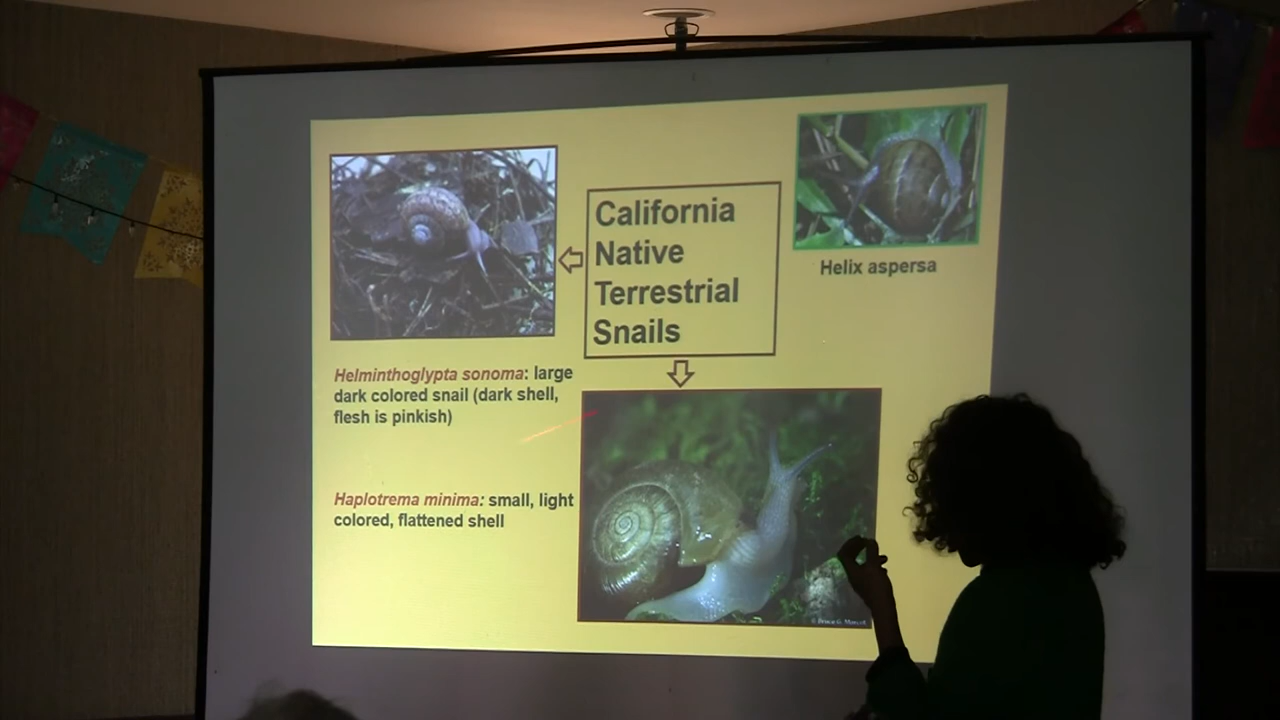 California
Native
Terrestrial
Snails
Helix aspersa
Helminthoglypta sonoma: large
dark colored snail (dark shell,
flesh is pinkish)
Haplotrema minima: small, light
colored, flattened shell